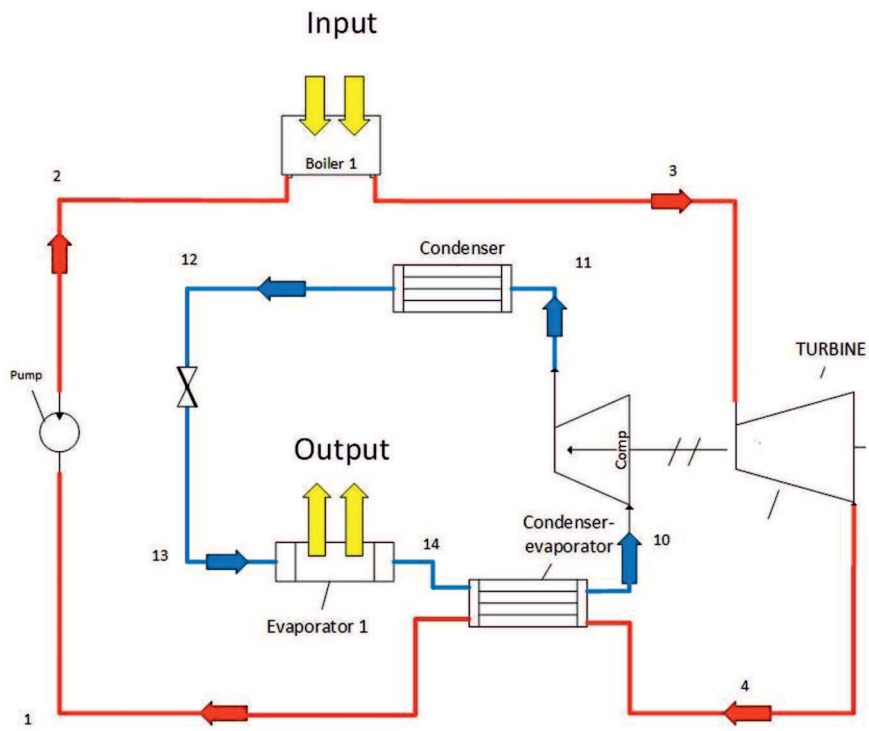 Input
Boiler 1
2
3
12
Condenser
11
TURBINE
Pump
Comp
Output
Condenser-
evaporator
10
13
14
Evaporator 1
4
1